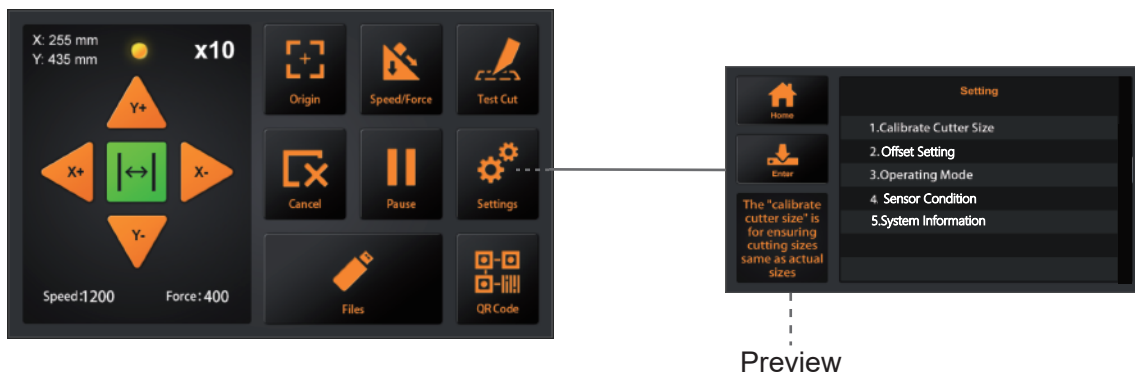 X: 255 mm
Y: 435 mm
x10
Y+
X+
X-
Y-
Speed:1200
Force:400
Origin
Speed/Force
Test Cut
Cancel
Pause
Settings
Files
QR Code
Home
Enter
The "calibrate
cutter size" is
for ensuring
cutting sizes
same as actual
sizes
Setting
1.Calibrate Cutter Size
2.Offset Setting
3.Operating Mode
4 Sensor Condition
5.System Information
Preview